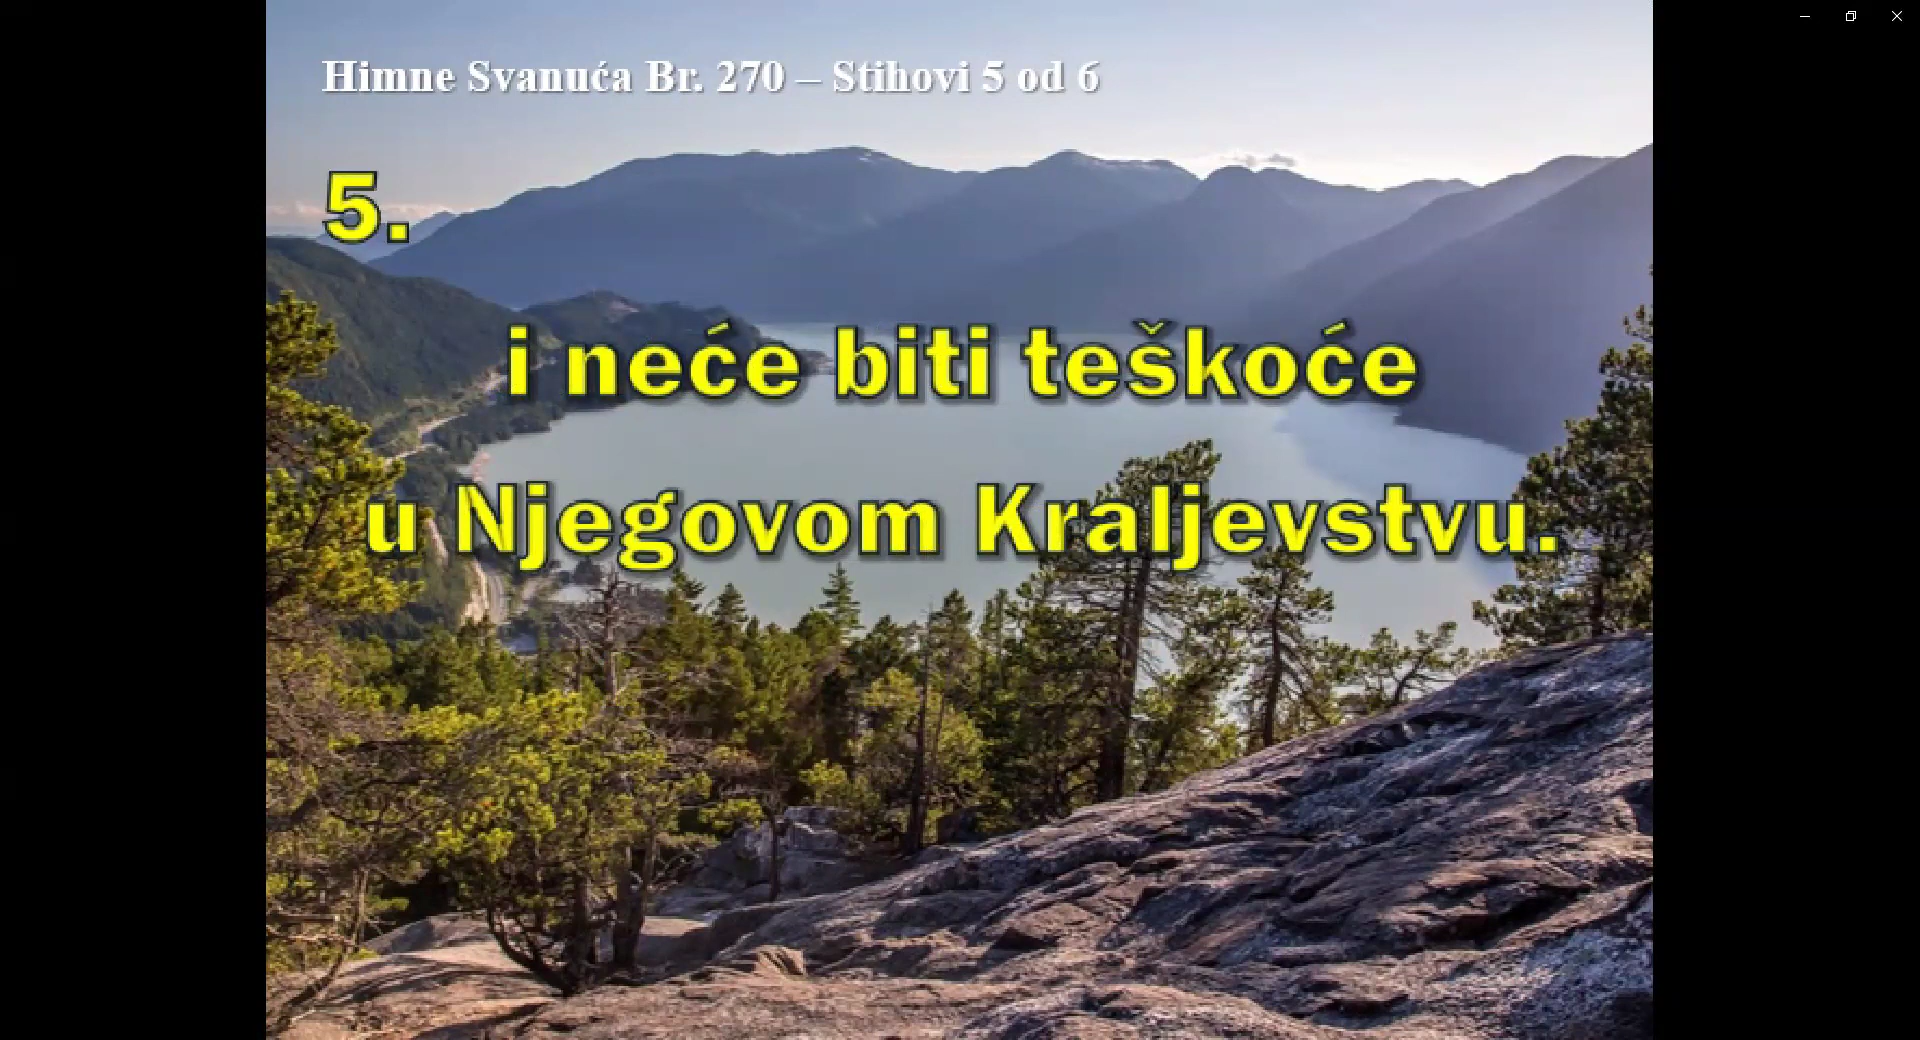 Himne Svanuća Br. 270 – Stihovi 5 od 6
5.
i neće biti teškoće
u Njegovom Kraljevstvu.